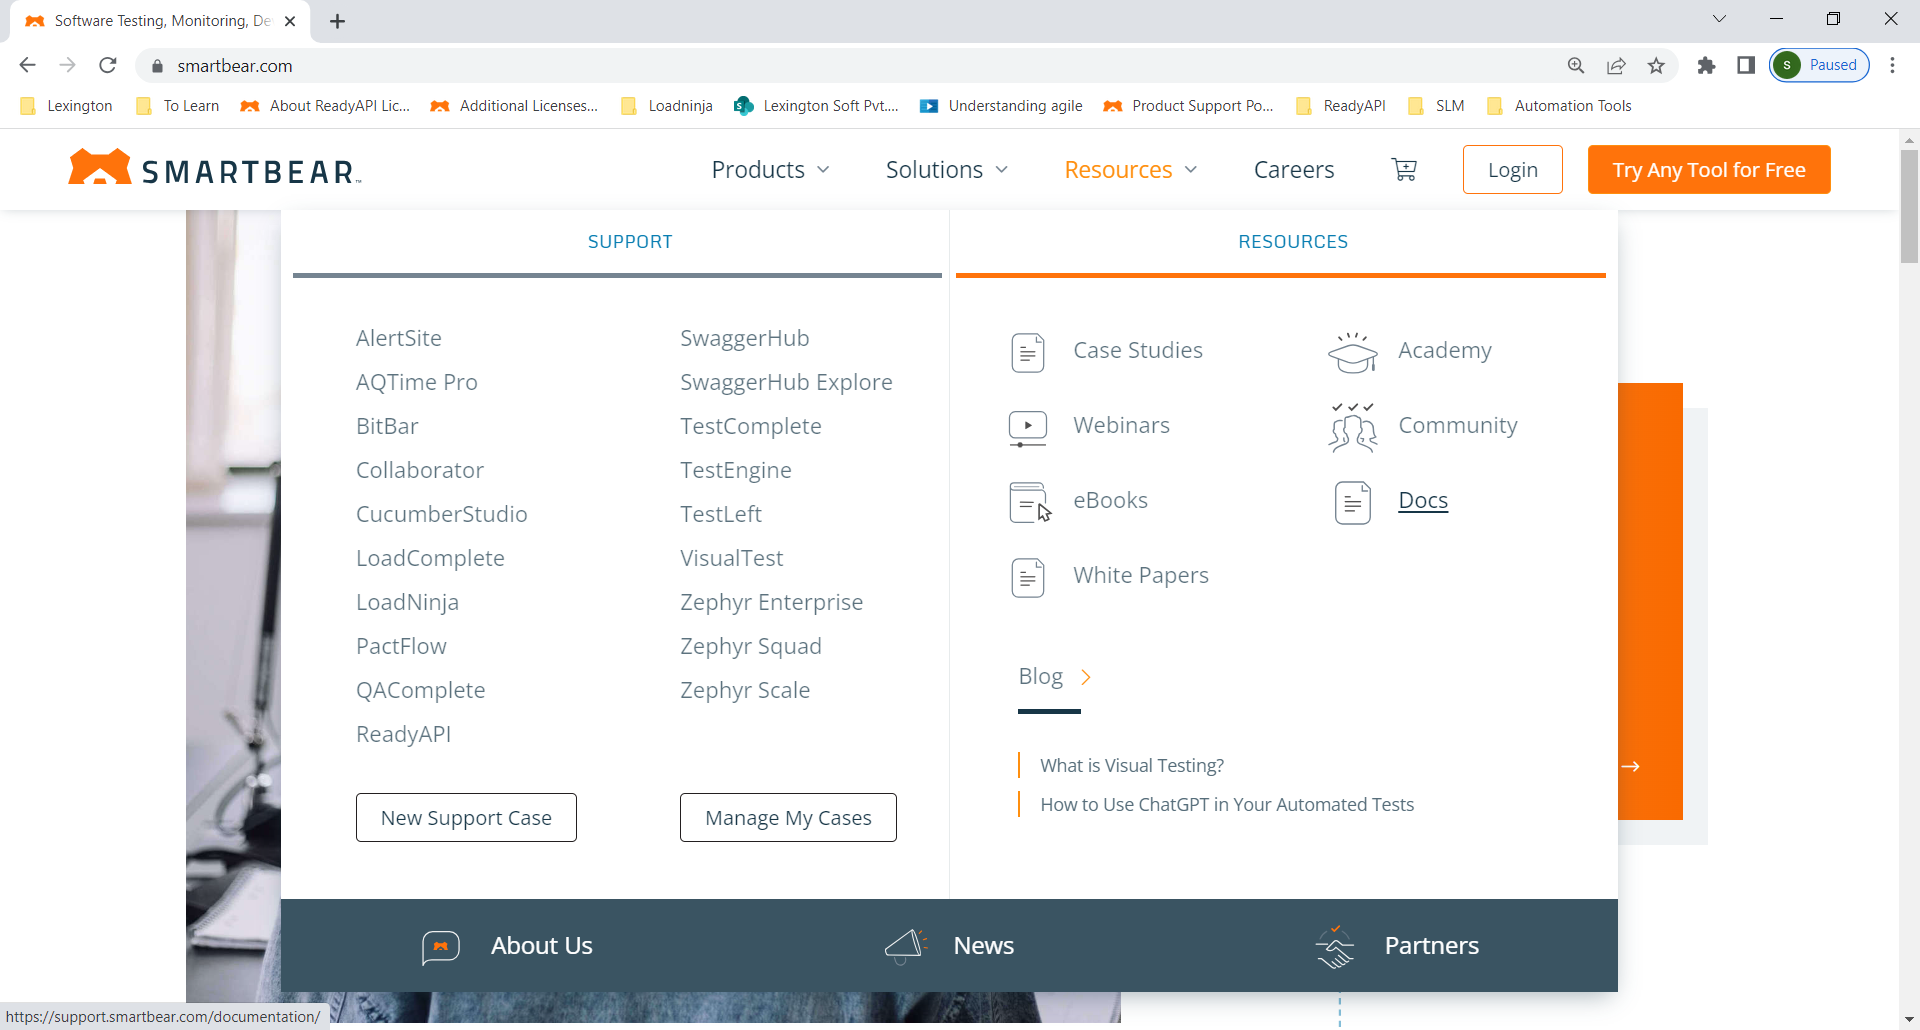 Software Testing, Monitoring, De
smartbear.com
S
Paused
Lexington
To Learn
About ReadyAPI Lic...
Additional Licenses...
Loadninja
S
Lexington Soft Pvt....
Understanding agile
Product Support Po...
ReadyAPI
SLM
Automation Tools
SMARTBEAR™
Products
Solutions
Resources
Careers
Login
Try Any Tool for Free
SUPPORT
AlertSite
AQTime Pro
BitBar
Collaborator
CucumberStudio
LoadComplete
LoadNinja
PactFlow
QAComplete
ReadyAPI
SwaggerHub
SwaggerHub Explore
TestComplete
TestEngine
TestLeft
VisualTest
Zephyr Enterprise
Zephyr Squad
Zephyr Scale
New Support Case
Manage My Cases
RESOURCES
Case Studies
Webinars
eBooks
White Papers
Academy
Community
Docs
Blog
What is Visual Testing?
How to Use ChatGPT in Your Automated Tests
About Us
News
Partners
https://support.smartbear.com/documentation/